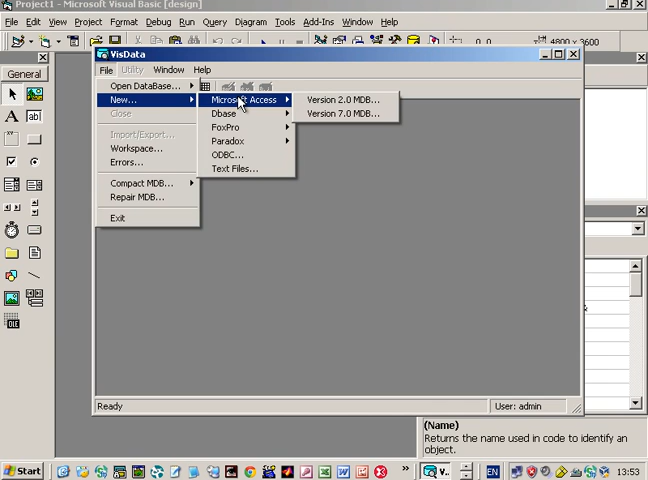 Project1 - Microsoft Visual Basic [design]
File Edit View Project Format Debug Run Query Diagram Tools Add-Ins Window Help
0, 0 4800 x 3600
General
A
ab|
VisData
File Utility Window Help
Open DataBase...
New...
Close
Import/Export...
Workspace...
Errors...
Compact MDB...
Repair MDB...
Exit
Microsoft Access
Dbase
FoxPro
Paradox
ODBC...
Text Files...
Version 2.0 MDB...
Version 7.0 MDB...
Ready
User: admin
(Name)
Returns the name used in code to identify an
object.
Start
»
V..
EN
13:53